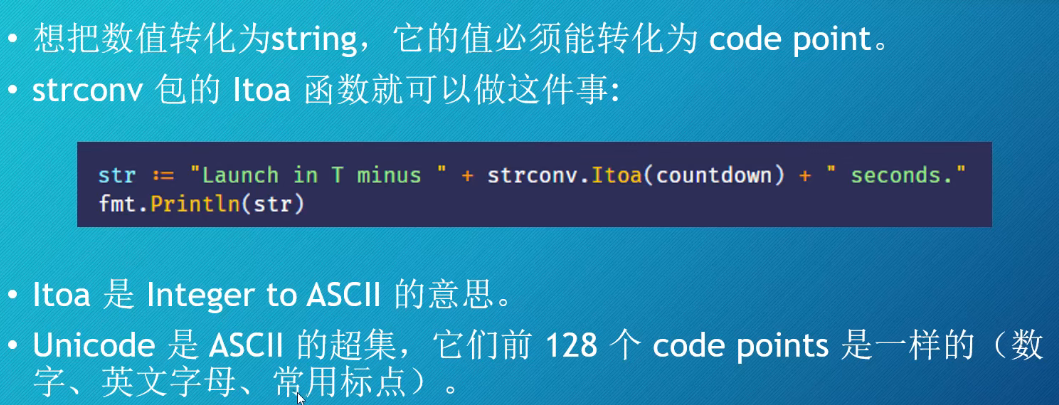 • 想把数值转化为string，它的值必须能转化为 code point。
• strconv 包的 Itoa 函数就可以做这件事:
str := "Launch in T minus " + strconv.Itoa(countdown) + " seconds."
fmt.Println(str)
• Itoa 是 Integer to ASCII 的意思。
• Unicode 是 ASCII 的超集，它们前 128 个 code points 是一样的（数
字、英文字母、常用标点）。